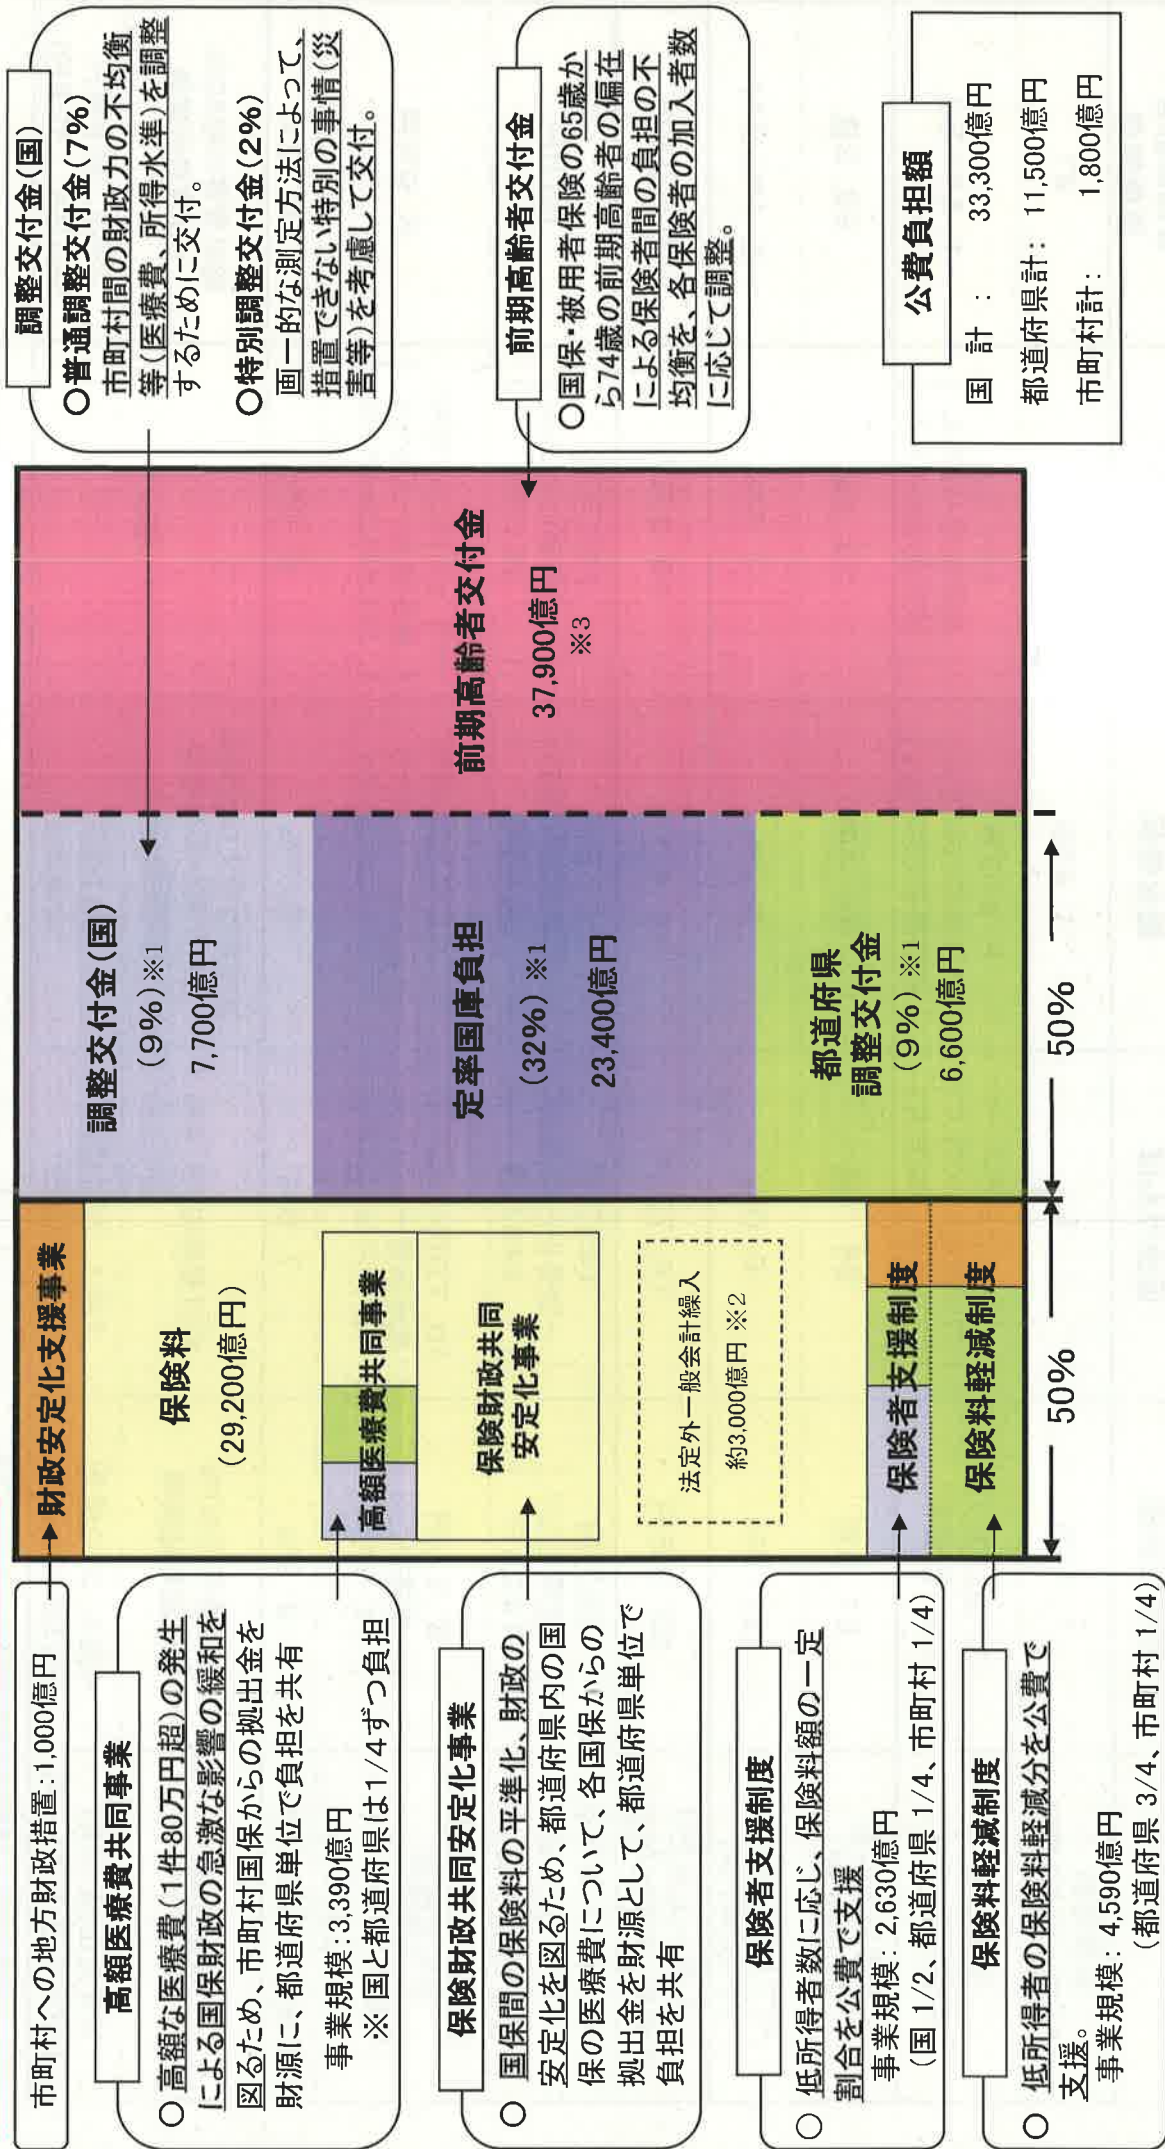 市町村への地方財政措置:1,000億円
高額医療費共同事業
○ 高額な医療費(1件80万円超)の発生
による国保財政の急激な影響の緩和を
図るため、市町村国保からの拠出金を
財源に、都道府県単位で負担を共有
事業規模:3,390億円
※ 国と都道府県は1/4ずつ負担
保険財政共同安定化事業
○ 国保間の保険料の平準化、財政の
安定化を図るため、都道府県内の国
保の医療費について、各国保からの
拠出金を財源として、都道府県単位で
負担を共有
保険者支援制度
○ 低所得者数に応じ、保険料額の一定
割合を公費で支援
事業規模: 2,630億円
(国 1/2、都道府県 1/4、市町村 1/4)
保険料軽減制度
○ 低所得者の保険料軽減分を公費で
支援。
事業規模: 4,590億円
(都道府県 3/4、市町村 1/4)
財政安定化支援事業
保険料
(29,200億円)
高額医療費共同事業
保険財政共同
安定化事業
法定外一般会計繰入
約3,000億円 ※2
保険者支援制度
保険料軽減制度
50%
調整交付金(国)
(9%)※1
7,700億円
定率国庫負担
(32%)※1
23,400億円
都道府県
調整交付金
(9%)※1
6,600億円
50%
前期高齢者交付金
37,900億円
※3
調整交付金(国)
○普通調整交付金(7%)
市町村間の財政力の不均衡
等(医療費、所得水準)を調整
するために交付。
○特別調整交付金(2%)
画一的な測定方法によって、
措置できない特別の事情(災
害等)を考慮して交付。
前期高齢者交付金
○国保・被用者保険の65歳か
ら74歳の前期高齢者の偏在
による保険者間の負担の不
均衡を、各保険者の加入者数
に応じて調整。
公費負担額
国 計 : 33,300億円
都道府県計: 11,500億円
市町村計: 1,800億円